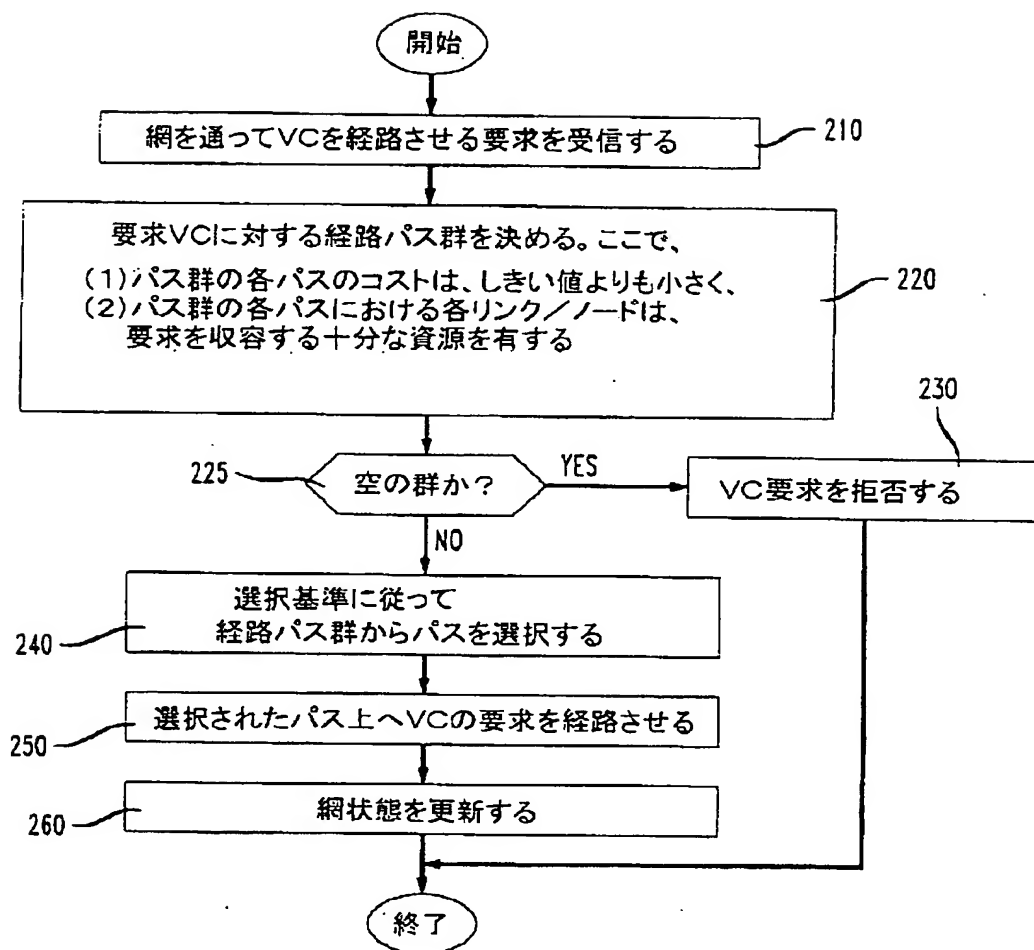 開始
網を通ってVCを経路させる要求を受信する
210
要求VCに対する経路パス群を決める。ここで、
(1)パス群の各パスのコストは、しきい値よりも小さく、
(2)パス群の各パスにおける各リンク/ノードは、
要求を収容する十分な資源を有する
220
230
225
空の群か?
YES
VC要求を拒否する
NO
選択基準に従って
経路パス群からパスを選択する
240
選択されたパス上へVCの要求を経路させる
250
網状態を更新する
260
終了